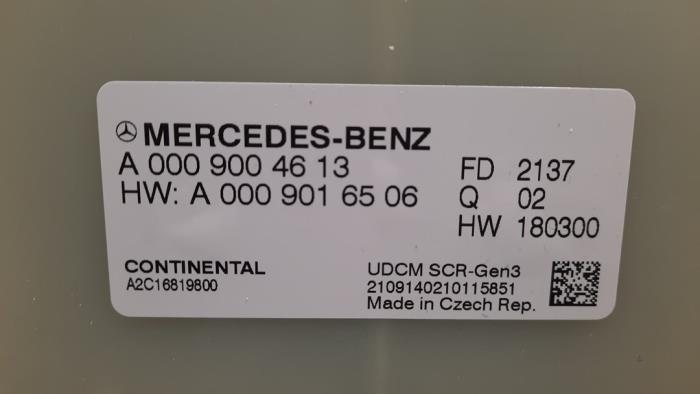 MERCEDES-BENZ
A 000 900 46 13
HW: A 000 901 65 06
FD 2137
Q 02
HW 180300
CONTINENTAL
A2C16819800
UDCM SCR-Gen3
2109140210115851
Made in Czech Rep.